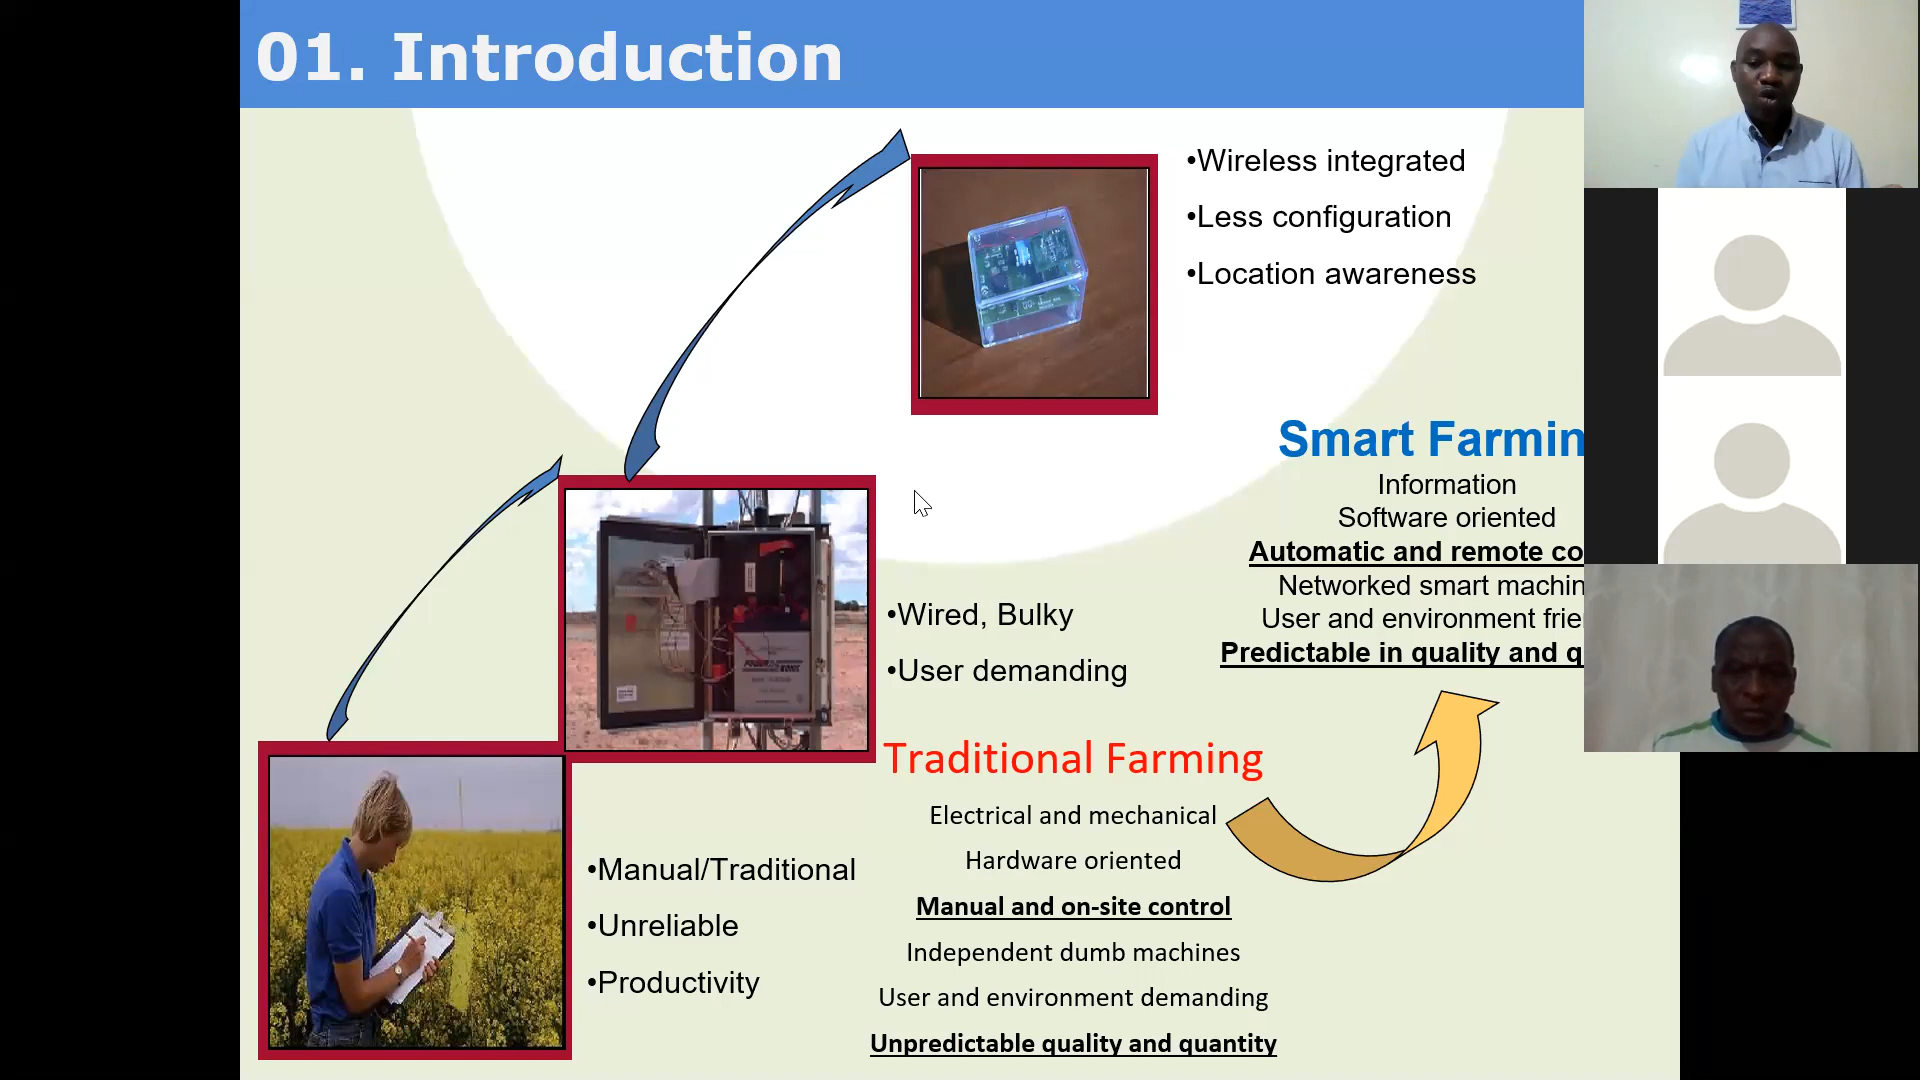 01. Introduction
•Wireless integrated
•Less configuration
•Location awareness
Smart Farmin
Information
Software oriented
Automatic and remote co
Networked smart machin
User and environment frie
Predictable in quality and q
•Wired, Bulky
•User demanding
Traditional Farming
Electrical and mechanical
Hardware oriented
Manual and on-site control
Independent dumb machines
User and environment demanding
Unpredictable quality and quantity
•Manual/Traditional
•Unreliable
•Productivity